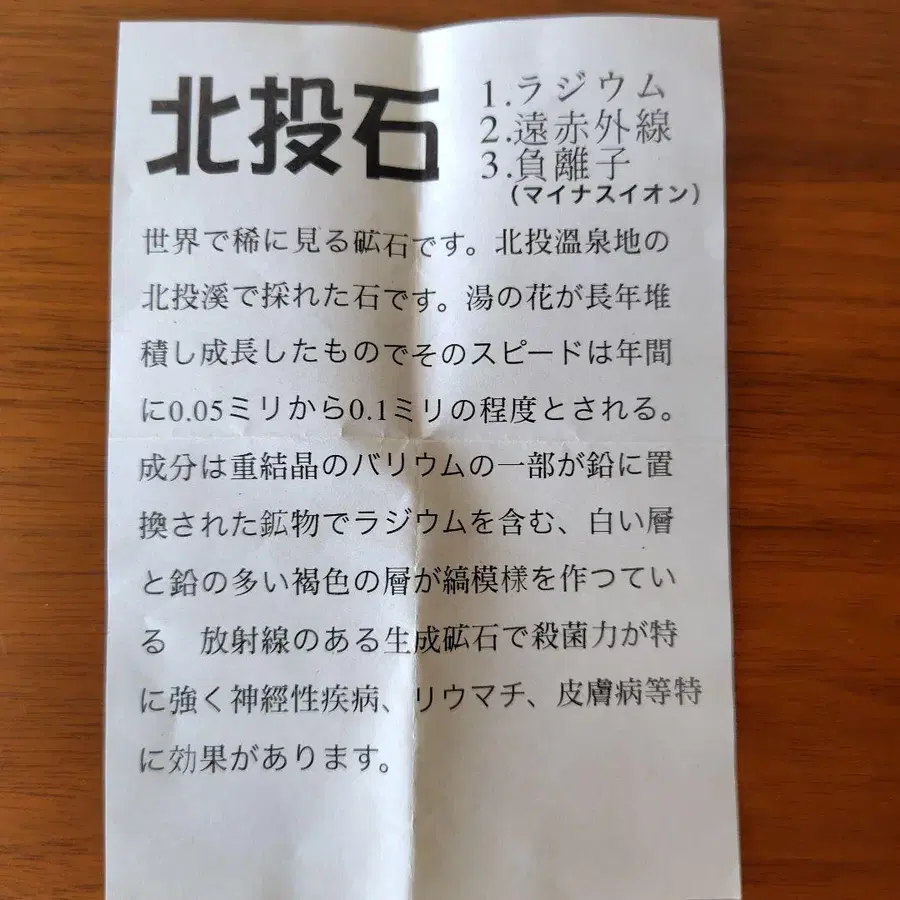 北投石
1.ラジウム
2.遠赤外線
3.負離子
(マイナスイオン)
世界で稀に見る砿石です。北投溫泉地の
北投溪で採れた石です。湯の花が長年堆
積し成長したものでそのスピードは年間
に0.05ミリから0.1ミリの程度とされる。
成分は重結晶のバリウムの一部が鉛に置
換された鉱物でラジウムを含む、白い層
と鉛の多い褐色の層が縞模樣を作つてい
る　放射線のある生成砿石で殺菌力が特
に強く神經性疾病、リウマチ、皮膚病等特
に効果があります。